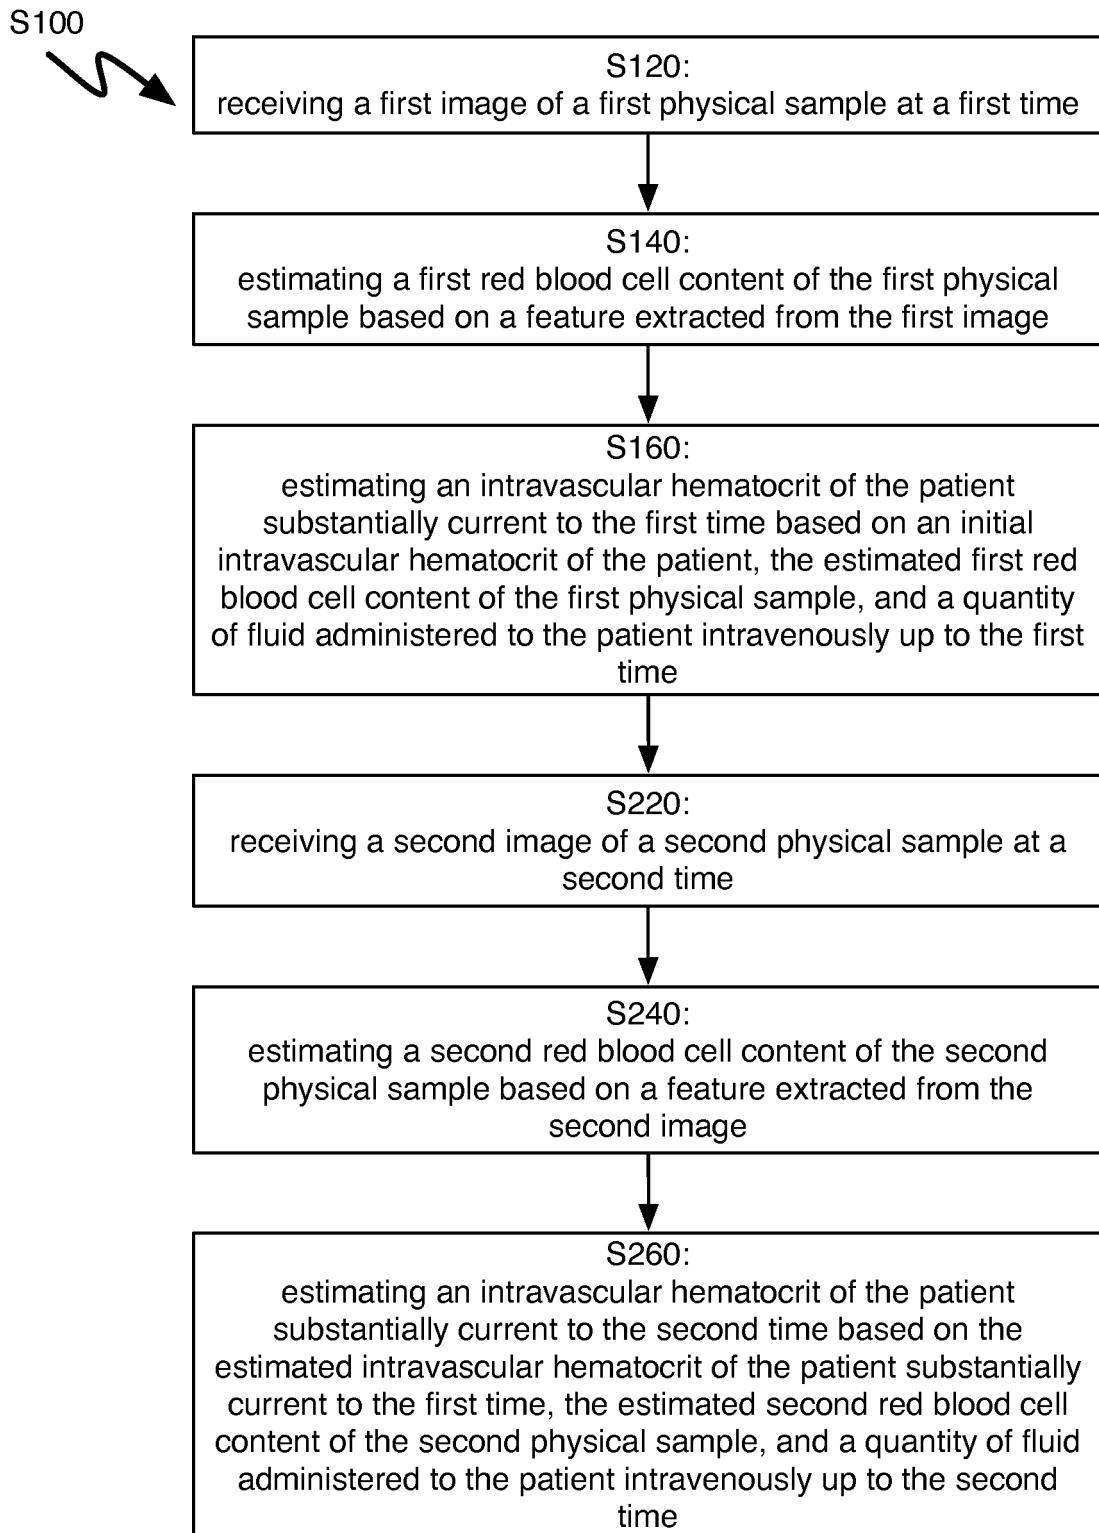 S100
S120:
receiving a first image of a first physical sample at a first time
S140:
estimating a first red blood cell content of the first physical
sample based on a feature extracted from the first image
S160:
estimating an intravascular hematocrit of the patient
substantially current to the first time based on an initial
intravascular hematocrit of the patient, the estimated first red
blood cell content of the first physical sample, and a quantity
of fluid administered to the patient intravenously up to the first
time
S220:
receiving a second image of a second physical sample at a
second time
S240:
estimating a second red blood cell content of the second
physical sample based on a feature extracted from the
second image
S260:
estimating an intravascular hematocrit of the patient
substantially current to the second time based on the
estimated intravascular hematocrit of the patient substantially
current to the first time, the estimated second red blood cell
content of the second physical sample, and a quantity of fluid
administered to the patient intravenously up to the second
time